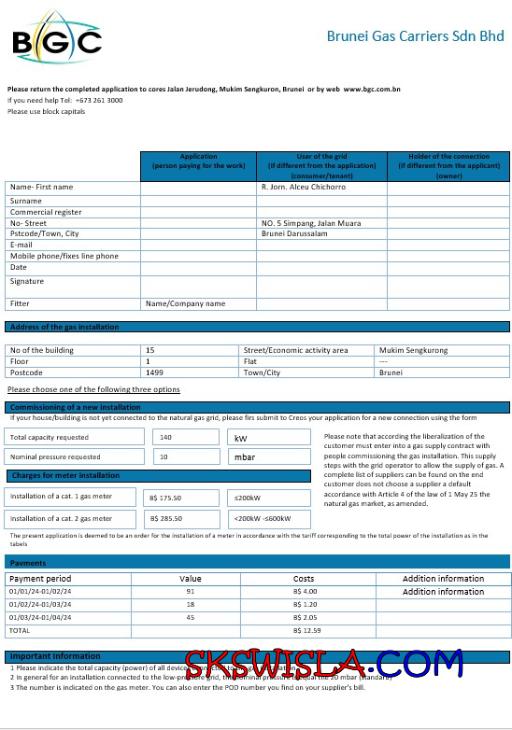 BGC
Brunei Gas Carriers Sdn Bhd
Please return the completed application to cores Jalan Jerudong, Mukim Sengkuron, Brunei or by web www.bgc.com.bn
If you need help Tel: +673 261 3000
Please use block capitals
Application User of the grid Holder of the connection
(person paying for the work) (if different from the application) (if different from the applicant)
(consumer/tenant) (owner)
Name- First name R. Jorn. Alceu Chichorro
Surname
Commercial register
No- Street NO. 5 Simpang, Jalan Muara
Pstcode/Town, City Brunei Darussalam
E-mail
Mobile phone/fixes line phone
Date
Signature
Fitter Name/Company name
Address of the gas installation
No of the building 15 Street/Economic activity area Mukim Sengkurong
Floor 1 Flat ---
Postcode 1499 Town/City Brunei
Please choose one of the following three options
Commissioning of a new installation
If your house/building is not yet connected to the natural gas grid, please firs submit to Creos your application for a new connection using the form
Total capacity requested 140 kW
Nominal pressure requested 10 mbar
Please note that according the liberalization of the
customer must enter into a gas supply contract with
people commissioning the gas installation. This supply
steps with the grid operator to allow the supply of gas. A
complete list of suppliers can be found on the end
customer does not choose a supplier a default
accordance with Article 4 of the law of 1 May 25 the
natural gas market, as amended.
Charges for meter installation
Installation of a cat. 1 gas meter B$ 175.50 ≤200kW
Installation of a cat. 2 gas meter B$ 285.50 <200kW -≤600kW
The present application is deemed to be an order for the installation of a meter in accordance with the tariff corresponding to the total power of the installation as in the
tabels
Payments
Payment period Value Costs Addition information
01/01/24-01/02/24 91 B$ 4.00 Addition information
01/02/24-01/03/24 18 B$ 1.20
01/03/24-01/04/24 45 B$ 2.05
TOTAL B$ 12.59
Important Information
SKSWISLA.COM
1 Please indicate the total capacity (power) of all devices
2 In general for an installation connected to the low-pressure grid, the nominal pressure is equal the 20 mbar (standard)
3 The number is indicated on the gas meter. You can also enter the POD number you find on your supplier's bill.